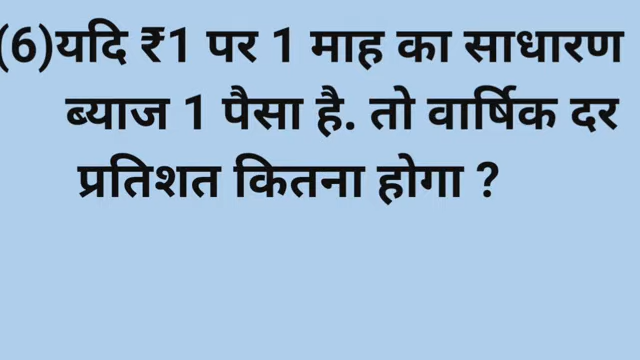 (6)यदि ₹1 पर 1 माह का साधारण
ब्याज 1 पैसा है. तो वार्षिक दर
प्रतिशत कितना होगा ?